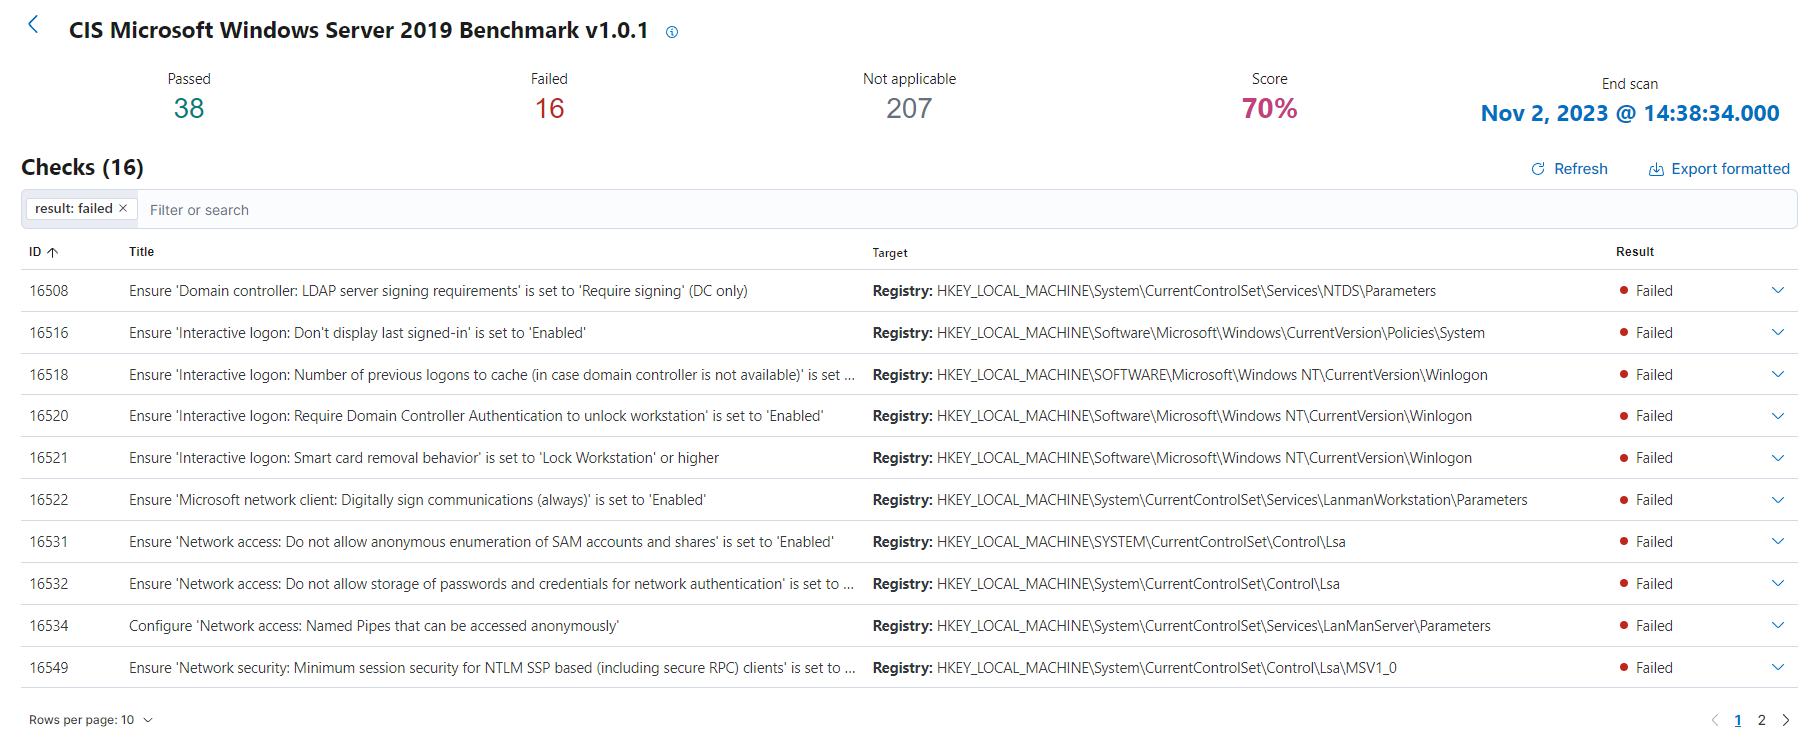 CIS Microsoft Windows Server 2019 Benchmark v1.0.1
Passed
38
Failed
16
Not applicable
207
Score
70%
End scan
Nov 2, 2023 @ 14:38:34.000
Checks (16)
Refresh
Export formatted
result: failed ×
Filter or search
ID Title Target Result
16508 Ensure 'Domain controller: LDAP server signing requirements' is set to 'Require signing' (DC only) Registry: HKEY_LOCAL_MACHINE\System\CurrentControlSet\Services\NTDS\Parameters Failed
16516 Ensure 'Interactive logon: Don't display last signed-in' is set to 'Enabled' Registry: HKEY_LOCAL_MACHINE\Software\Microsoft\Windows\CurrentVersion\Policies\System Failed
16518 Ensure 'Interactive logon: Number of previous logons to cache (in case domain controller is not available)' is set ... Registry: HKEY_LOCAL_MACHINE\SOFTWARE\Microsoft\Windows NT\CurrentVersion\Winlogon Failed
16520 Ensure 'Interactive logon: Require Domain Controller Authentication to unlock workstation' is set to 'Enabled' Registry: HKEY_LOCAL_MACHINE\Software\Microsoft\Windows NT\CurrentVersion\Winlogon Failed
16521 Ensure 'Interactive logon: Smart card removal behavior' is set to 'Lock Workstation' or higher Registry: HKEY_LOCAL_MACHINE\Software\Microsoft\Windows NT\CurrentVersion\Winlogon Failed
16522 Ensure 'Microsoft network client: Digitally sign communications (always)' is set to 'Enabled' Registry: HKEY_LOCAL_MACHINE\System\CurrentControlSet\Services\LanmanWorkstation\Parameters Failed
16531 Ensure 'Network access: Do not allow anonymous enumeration of SAM accounts and shares' is set to 'Enabled' Registry: HKEY_LOCAL_MACHINE\SYSTEM\CurrentControlSet\Control\Lsa Failed
16532 Ensure 'Network access: Do not allow storage of passwords and credentials for network authentication' is set to ... Registry: HKEY_LOCAL_MACHINE\System\CurrentControlSet\Control\Lsa Failed
16534 Configure 'Network access: Named Pipes that can be accessed anonymously' Registry: HKEY_LOCAL_MACHINE\System\CurrentControlSet\Services\LanManServer\Parameters Failed
16549 Ensure 'Network security: Minimum session security for NTLM SSP based (including secure RPC) clients' is set to ... Registry: HKEY_LOCAL_MACHINE\System\CurrentControlSet\Control\Lsa\MSV1_0 Failed
Rows per page: 10
1 2